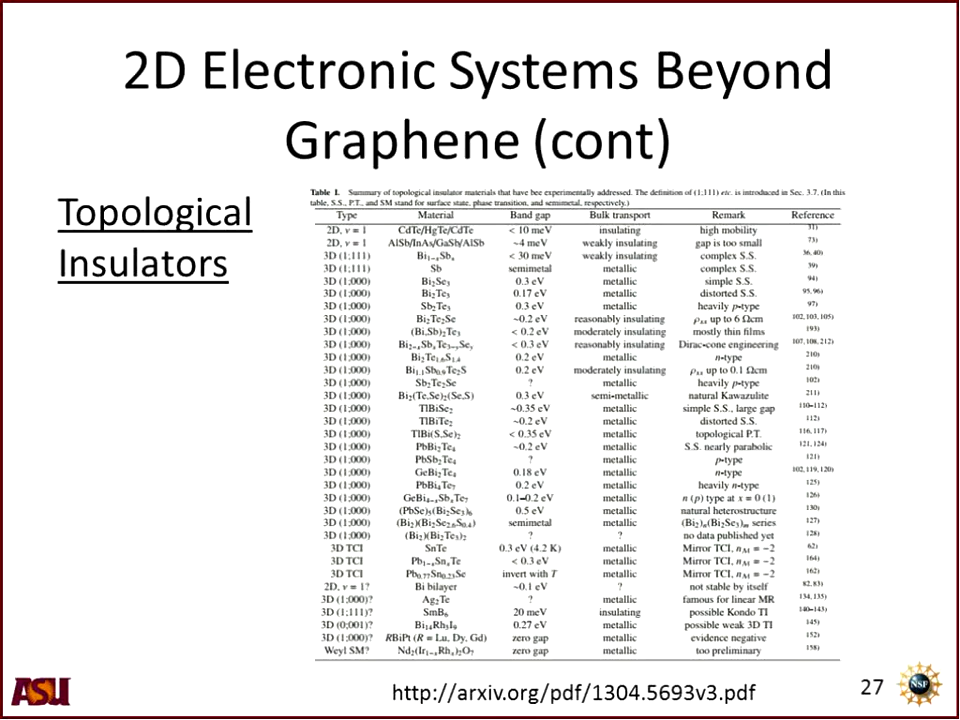 2D Electronic Systems Beyond
Graphene (cont)
Topological
Insulators
Table 1. Summary of topological insulator materials that have bee experimentally addressed. The definition of (1;111) etc. is introduced in Sec. 3.7. (In this
table, S.S., P.T., and SM stand for surface state, phase transition, and semimetal, respectively.)
Type Material Band gap Bulk transport Remark Reference
2D, ν = 1 CdTe/HgTe/CdTe < 10 meV insulating high mobility 31)
2D, ν = 1 AlSb/InAs/GaSb/AlSb ~4 meV weakly insulating gap is too small 73)
3D (1;111) Bi1−xSbx < 30 meV weakly insulating complex S.S. 36, 40)
3D (1;111) Sb semimetal metallic complex S.S. 39)
3D (1;000) Bi2Se3 0.3 eV metallic simple S.S. 94)
3D (1;000) Bi2Te3 0.17 eV metallic distorted S.S. 95, 96)
3D (1;000) Sb2Te3 0.3 eV metallic heavily p-type 97)
3D (1;000) Bi2Te2Se ~0.2 eV reasonably insulating ρxx up to 6 Ωcm 102, 103, 105)
3D (1;000) (Bi,Sb)2Te3 < 0.2 eV moderately insulating mostly thin films 193)
3D (1;000) Bi2−xSbxTe3−ySey < 0.3 eV reasonably insulating Dirac-cone engineering 107, 108, 212)
3D (1;000) Bi2Te1.6S1.4 0.2 eV metallic n-type 210)
3D (1;000) Bi1.1Sb0.9Te2S 0.2 eV moderately insulating ρxx up to 0.1 Ωcm 210)
3D (1;000) Sb2Te2Se ? metallic heavily p-type 102)
3D (1;000) Bi2(Te,Se)2(Se,S) 0.3 eV semi-metallic natural Kawazulite 211)
3D (1;000) TlBiSe2 ~0.35 eV metallic simple S.S., large gap 110–112)
3D (1;000) TlBiTe2 ~0.2 eV metallic distorted S.S. 112)
3D (1;000) TlBi(S,Se)2 < 0.35 eV metallic topological P.T. 116, 117)
3D (1;000) PbBi2Te4 ~0.2 eV metallic S.S. nearly parabolic 121, 124)
3D (1;000) PbSb2Te4 ? metallic p-type 121)
3D (1;000) GeBi2Te4 0.18 eV metallic n-type 102, 119, 120)
3D (1;000) PbBi4Te7 0.2 eV metallic heavily n-type 125)
3D (1;000) GeBi4−xSbxTe7 0.1–0.2 eV metallic n (p) type at x = 0 (1) 126)
3D (1;000) (PbSe)5(Bi2Se3)6 0.5 eV metallic natural heterostructure 130)
3D (1;000) (Bi2)(Bi2Se2.6S0.4) semimetal metallic (Bi2)n(Bi2Se3)m series 127)
3D (1;000) (Bi2)(Bi2Te3)2 ? ? no data published yet 128)
3D TCI SnTe 0.3 eV (4.2 K) metallic Mirror TCI, nM = −2 62)
3D TCI Pb1−xSnxTe < 0.3 eV metallic Mirror TCI, nM = −2 164)
3D TCI Pb0.77Sn0.23Se invert with T metallic Mirror TCI, nM = −2 162)
2D, ν = 1? Bi bilayer ~0.1 eV ? not stable by itself 82, 83)
3D (1;000)? Ag2Te ? metallic famous for linear MR 134, 135)
3D (1;111)? SmB6 20 meV insulating possible Kondo TI 140–143)
3D (0;001)? Bi14Rh3I9 0.27 eV metallic possible weak 3D TI 145)
3D (1;000)? RBiPt (R = Lu, Dy, Gd) zero gap metallic evidence negative 152)
Weyl SM? Nd2(Ir1−xRhx)2O7 zero gap metallic too preliminary 158)
ASU
http://arxiv.org/pdf/1304.5693v3.pdf
27
NSF